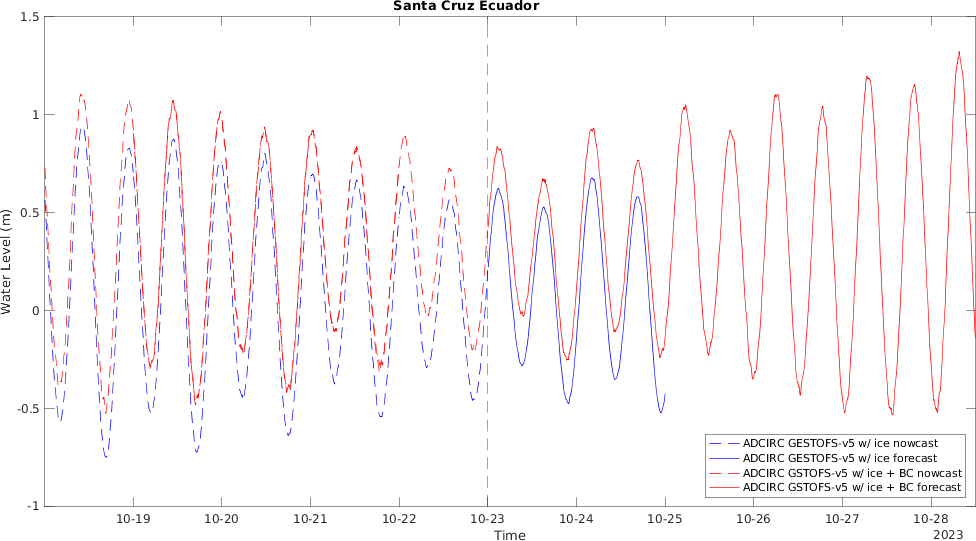 Santa Cruz Ecuador
1.5
1
0.5
0
-0.5
-1
Water Level (m)
10-19 10-20 10-21 10-22 10-23 10-24 10-25 10-26 10-27 10-28
Time
2023
ADCIRC GESTOFS-v5 w/ ice nowcast
ADCIRC GESTOFS-v5 w/ ice forecast
ADCIRC GSTOFS-v5 w/ ice + BC nowcast
ADCIRC GSTOFS-v5 w/ ice + BC forecast